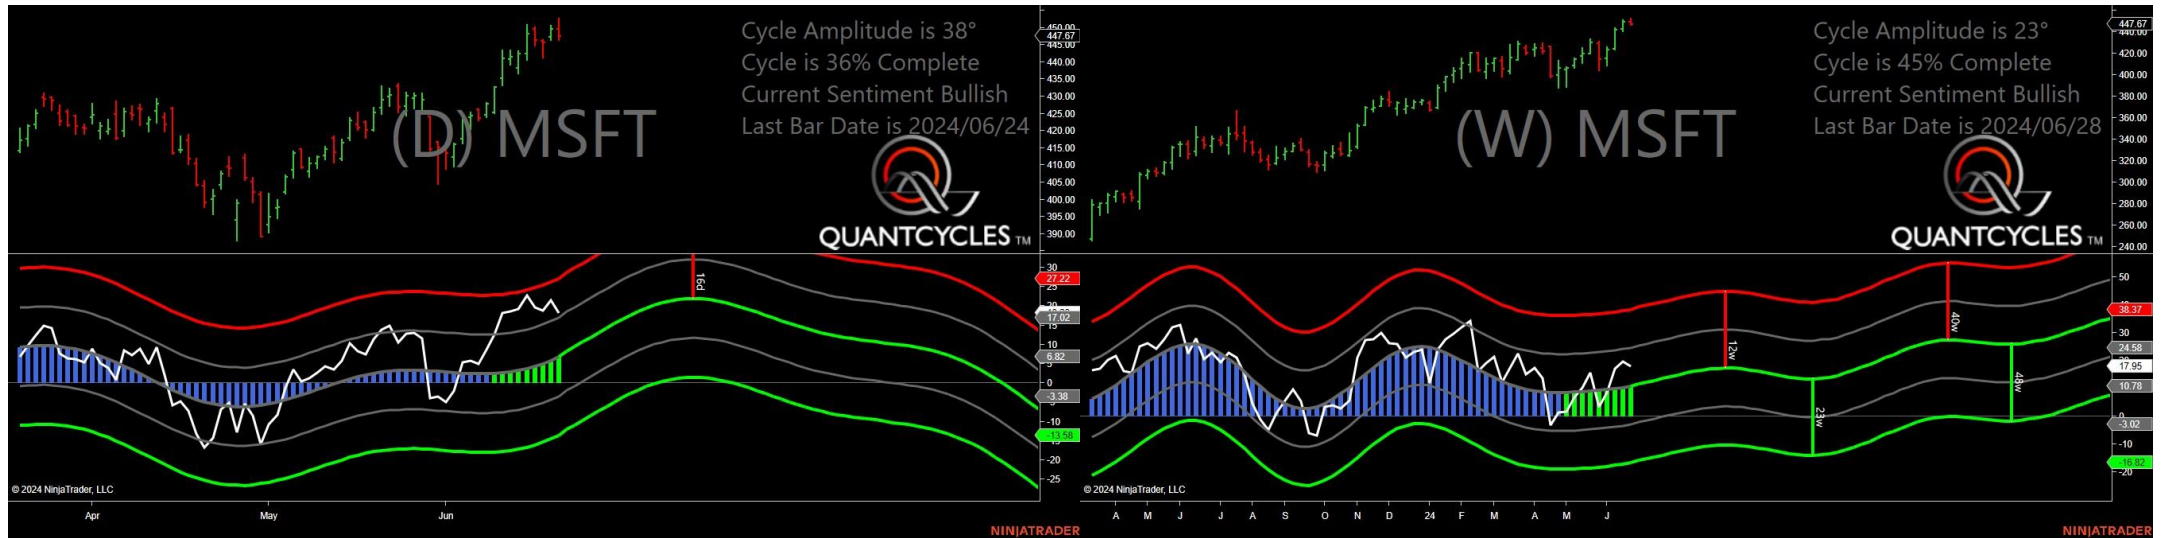 Cycle Amplitude is 38°
Cycle is 36% Complete
Current Sentiment Bullish
Last Bar Date is 2024/06/24
(D) MSFT
QUANTCYCLES TM
450.00
447.67
445.00
440.00
435.00
430.00
425.00
420.00
415.00
410.00
405.00
400.00
395.00
390.00
30
27.22
25
20
17.02
15
10
6.82
5
0
-3.38
-10
-13.58
-20
-25
16d
© 2024 NinjaTrader, LLC
Apr May Jun
NINJATRADER
Cycle Amplitude is 23°
Cycle is 45% Complete
Current Sentiment Bullish
Last Bar Date is 2024/06/28
(W) MSFT
QUANTCYCLES TM
447.67
440.00
420.00
400.00
380.00
360.00
340.00
320.00
300.00
280.00
260.00
240.00
50
38.37
30
24.58
17.95
10.78
0
-3.02
-10
-16.82
-20
12w
23w
40w
48w
© 2024 NinjaTrader, LLC
A M J J A S O N D 24 F M A M J
NINJATRADER